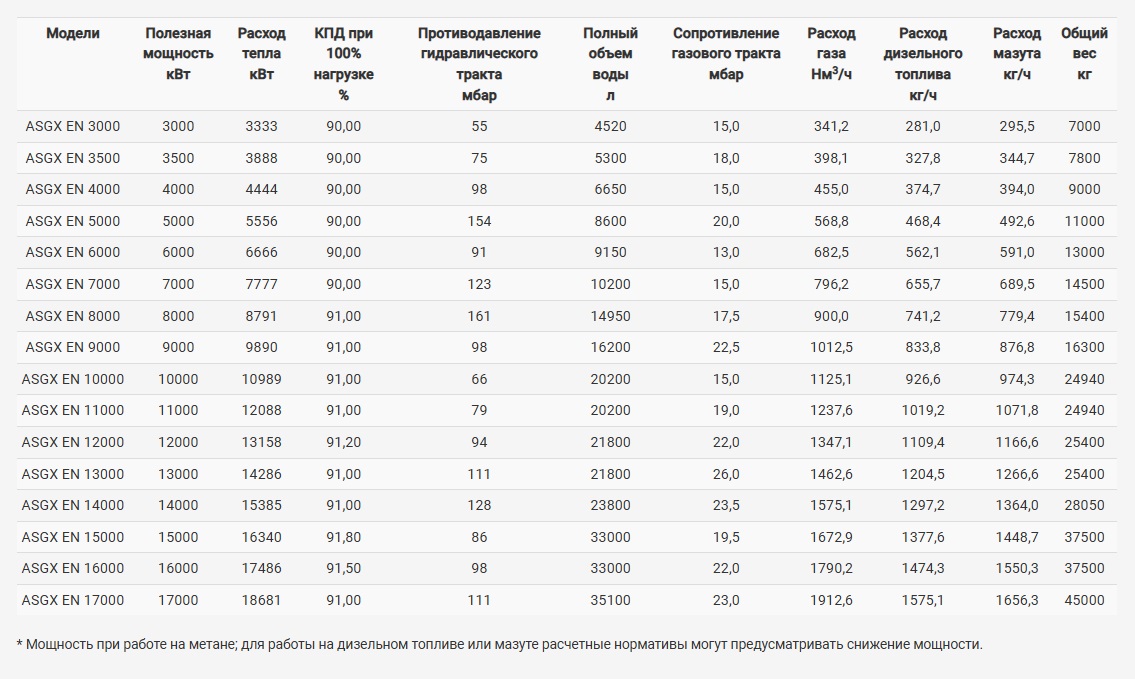 Модели Полезная мощность кВт Расход тепла кВт КПД при 100% нагрузке % Противодавление гидравлического тракта мбар Полный объем воды л Сопротивление газового тракта мбар Расход газа Нм³/ч Расход дизельного топлива кг/ч Расход мазута кг/ч Общий вес кг
ASGX EN 3000 3000 3333 90,00 55 4520 15,0 341,2 281,0 295,5 7000
ASGX EN 3500 3500 3888 90,00 75 5300 18,0 398,1 327,8 344,7 7800
ASGX EN 4000 4000 4444 90,00 98 6650 15,0 455,0 374,7 394,0 9000
ASGX EN 5000 5000 5556 90,00 154 8600 20,0 568,8 468,4 492,6 11000
ASGX EN 6000 6000 6666 90,00 91 9150 13,0 682,5 562,1 591,0 13000
ASGX EN 7000 7000 7777 90,00 123 10200 15,0 796,2 655,7 689,5 14500
ASGX EN 8000 8000 8791 91,00 161 14950 17,5 900,0 741,2 779,4 15400
ASGX EN 9000 9000 9890 91,00 98 16200 22,5 1012,5 833,8 876,8 16300
ASGX EN 10000 10000 10989 91,00 66 20200 15,0 1125,1 926,6 974,3 24940
ASGX EN 11000 11000 12088 91,00 79 20200 19,0 1237,6 1019,2 1071,8 24940
ASGX EN 12000 12000 13158 91,20 94 21800 22,0 1347,1 1109,4 1166,6 25400
ASGX EN 13000 13000 14286 91,00 111 21800 26,0 1462,6 1204,5 1266,6 25400
ASGX EN 14000 14000 15385 91,00 128 23800 23,5 1575,1 1297,2 1364,0 28050
ASGX EN 15000 15000 16340 91,80 86 33000 19,5 1672,9 1377,6 1448,7 37500
ASGX EN 16000 16000 17486 91,50 98 33000 22,0 1790,2 1474,3 1550,3 37500
ASGX EN 17000 17000 18681 91,00 111 35100 23,0 1912,6 1575,1 1656,3 45000
* Мощность при работе на метане; для работы на дизельном топливе или мазуте расчетные нормативы могут предусматривать снижение мощности.